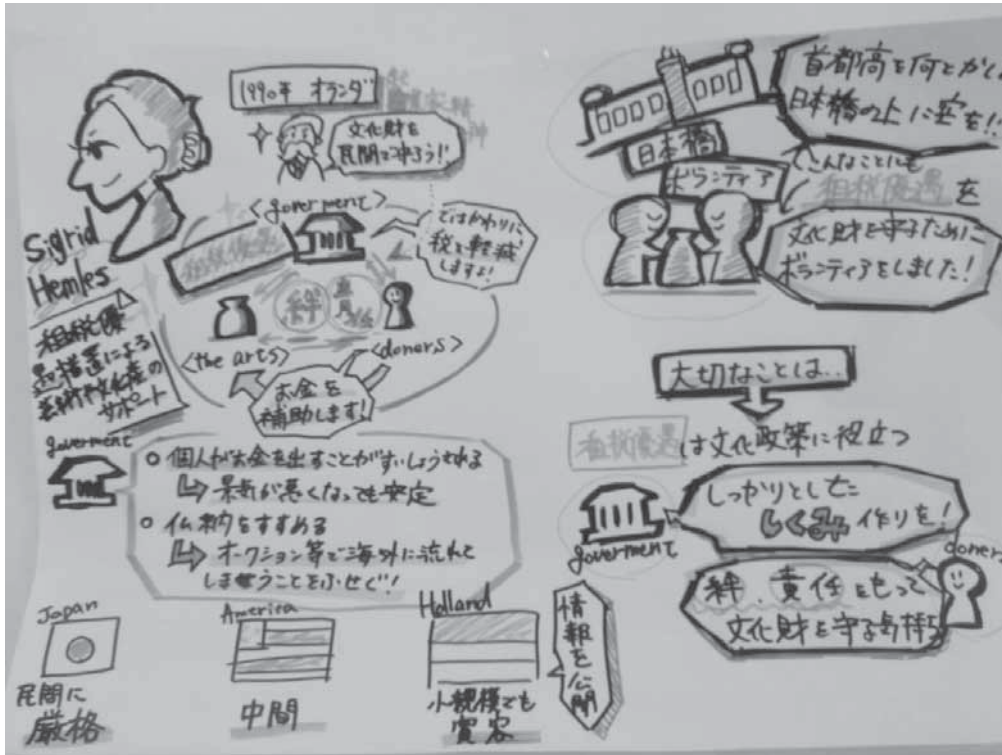 Sigrid
Hemles
租税優
遇措置による
芸術や文化産の
サポート
1990年 オランダ
文化財を
民間で守ろう!!
<goverment>
租税優遇
ではかわりに
税を軽減
しますよ!
絆
<the arts>
<doners>
お金を
補助します!
goverment
○個人がお金を出すことがすいしょうされる
↳景気が悪くなっても安定
○仏納をすすめる
↳オークション等で海外に流れて
しまうことをふせぐ!
Japan
民間に
厳格
America
中間
Holland
小規模でも
寛容
情報を公開
首都高を何とかし
日本橋の上に空を!!
日本橋
ボランティア
こんなことにも
租税優遇を
文化財を守るために
ボランティアをしました!
大切なことは..
租税優遇は文化政策に役立つ
goverment
しっかりとした
しくみ作りを!
doner
絆、責任をもって
文化財を守る気持ち